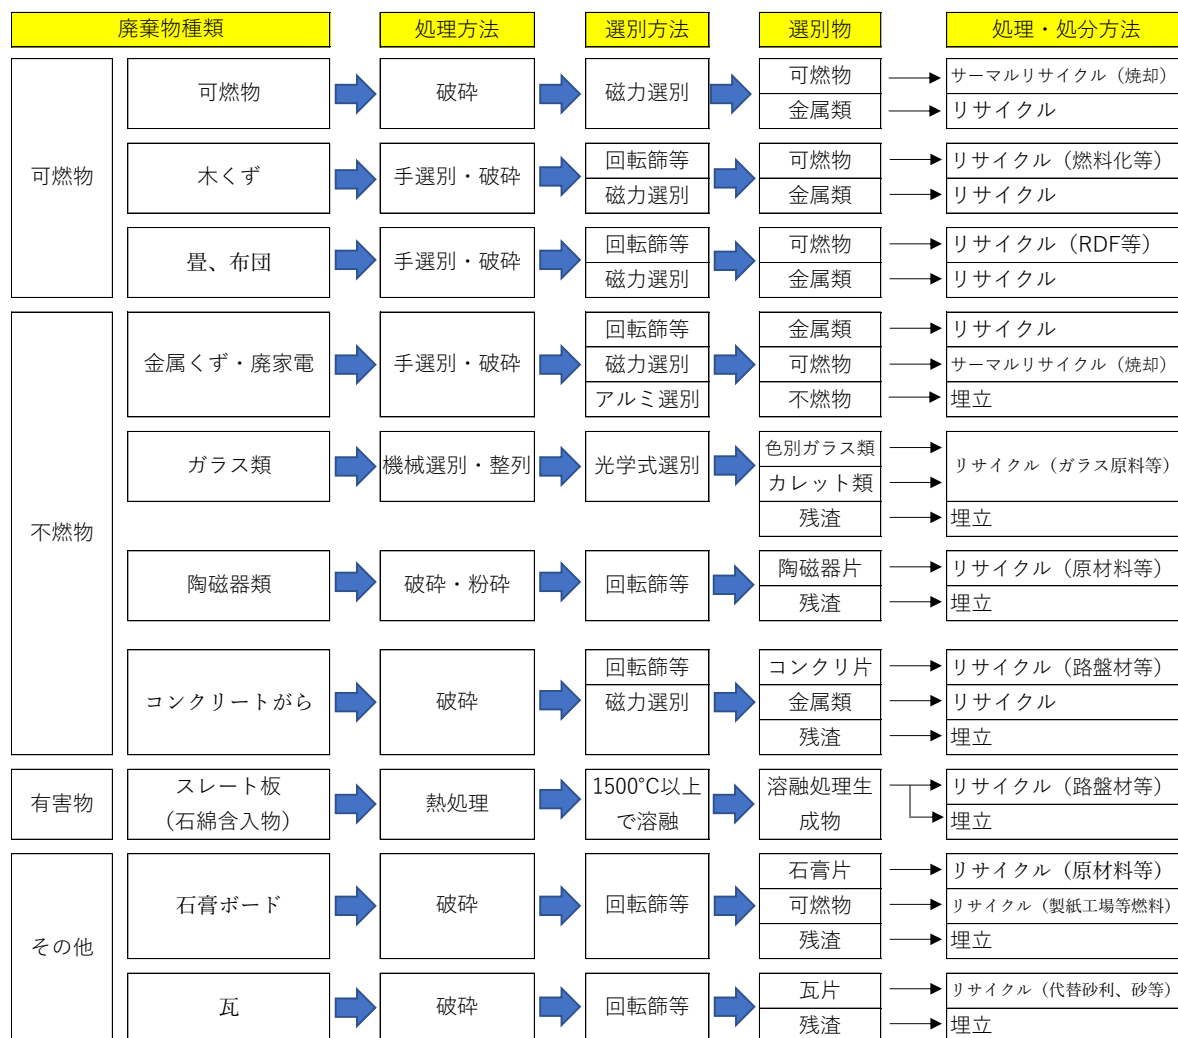 廃棄物種類
処理方法
選別方法
選別物
処理・処分方法
可燃物
可燃物
破砕
磁力選別
可燃物
サーマルリサイクル（焼却）
金属類
リサイクル
木くず
手選別・破砕
回転篩等
磁力選別
可燃物
リサイクル（燃料化等）
金属類
リサイクル
畳、布団
手選別・破砕
回転篩等
磁力選別
可燃物
リサイクル（RDF等）
金属類
リサイクル
不燃物
金属くず・廃家電
手選別・破砕
回転篩等
磁力選別
アルミ選別
金属類
リサイクル
可燃物
サーマルリサイクル（焼却）
不燃物
埋立
ガラス類
機械選別・整列
光学式選別
色別ガラス類
カレット類
リサイクル（ガラス原料等）
残渣
埋立
陶磁器類
破砕・粉砕
回転篩等
陶磁器片
リサイクル（原材料等）
残渣
埋立
コンクリートがら
破砕
回転篩等
磁力選別
コンクリ片
リサイクル（路盤材等）
金属類
リサイクル
残渣
埋立
有害物
スレート板
（石綿含入物）
熱処理
1500℃以上
で溶融
溶融処理生
成物
リサイクル（路盤材等）
埋立
その他
石膏ボード
破砕
回転篩等
石膏片
リサイクル（原材料等）
可燃物
リサイクル（製紙工場等燃料）
残渣
埋立
瓦
破砕
回転篩等
瓦片
リサイクル（代替砂利、砂等）
残渣
埋立